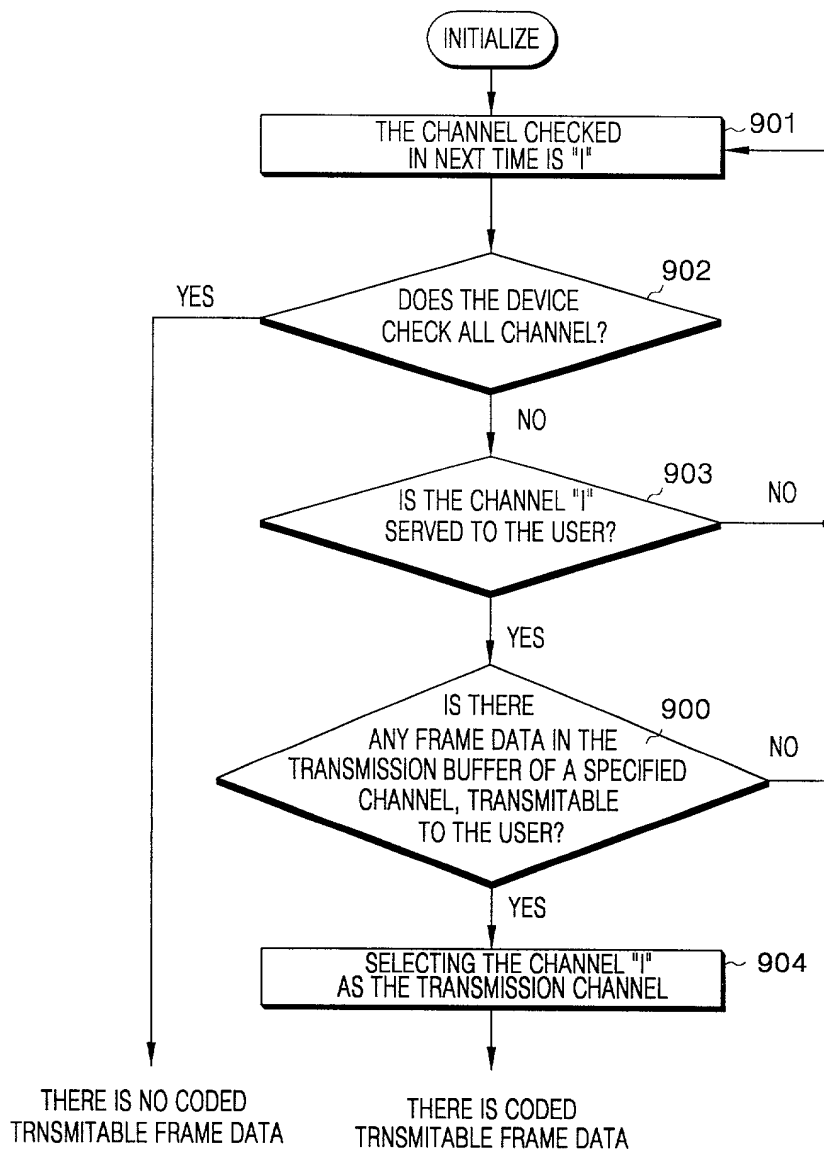 INITIALIZE
THE CHANNEL CHECKED
IN NEXT TIME IS "I"
901
902
YES
DOES THE DEVICE
CHECK ALL CHANNEL?
NO
903
IS THE CHANNEL "I"
SERVED TO THE USER?
NO
YES
IS THERE
900
ANY FRAME DATA IN THE
TRANSMISSION BUFFER OF A SPECIFIED
CHANNEL, TRANSMITABLE
TO THE USER?
NO
YES
SELECTING THE CHANNEL "I"
AS THE TRANSMISSION CHANNEL
904
THERE IS NO CODED
TRNSMITABLE FRAME DATA
THERE IS CODED
TRNSMITABLE FRAME DATA